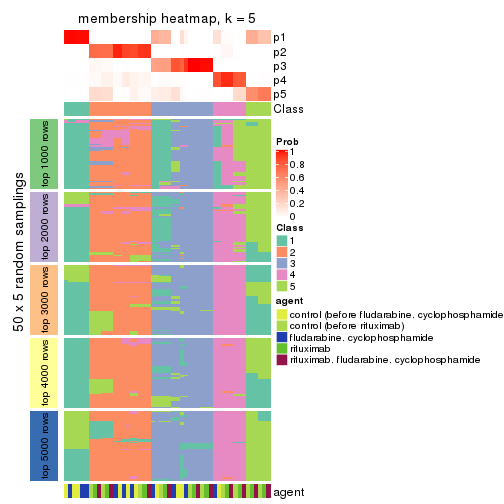 membership heatmap, k = 5
p1
p2
p3
p4
p5
Class
50 x 5 random samplings
top 1000 rows
top 2000 rows
top 3000 rows
top 4000 rows
top 5000 rows
Prob
1
0.8
0.6
0.4
0.2
0
Class
1
2
3
4
5
agent
control (before fludarabine. cyclophosphamide
control (before rituximab)
fludarabine. cyclophosphamide
rituximab
rituximab. fludarabine. cyclophosphamide
agent